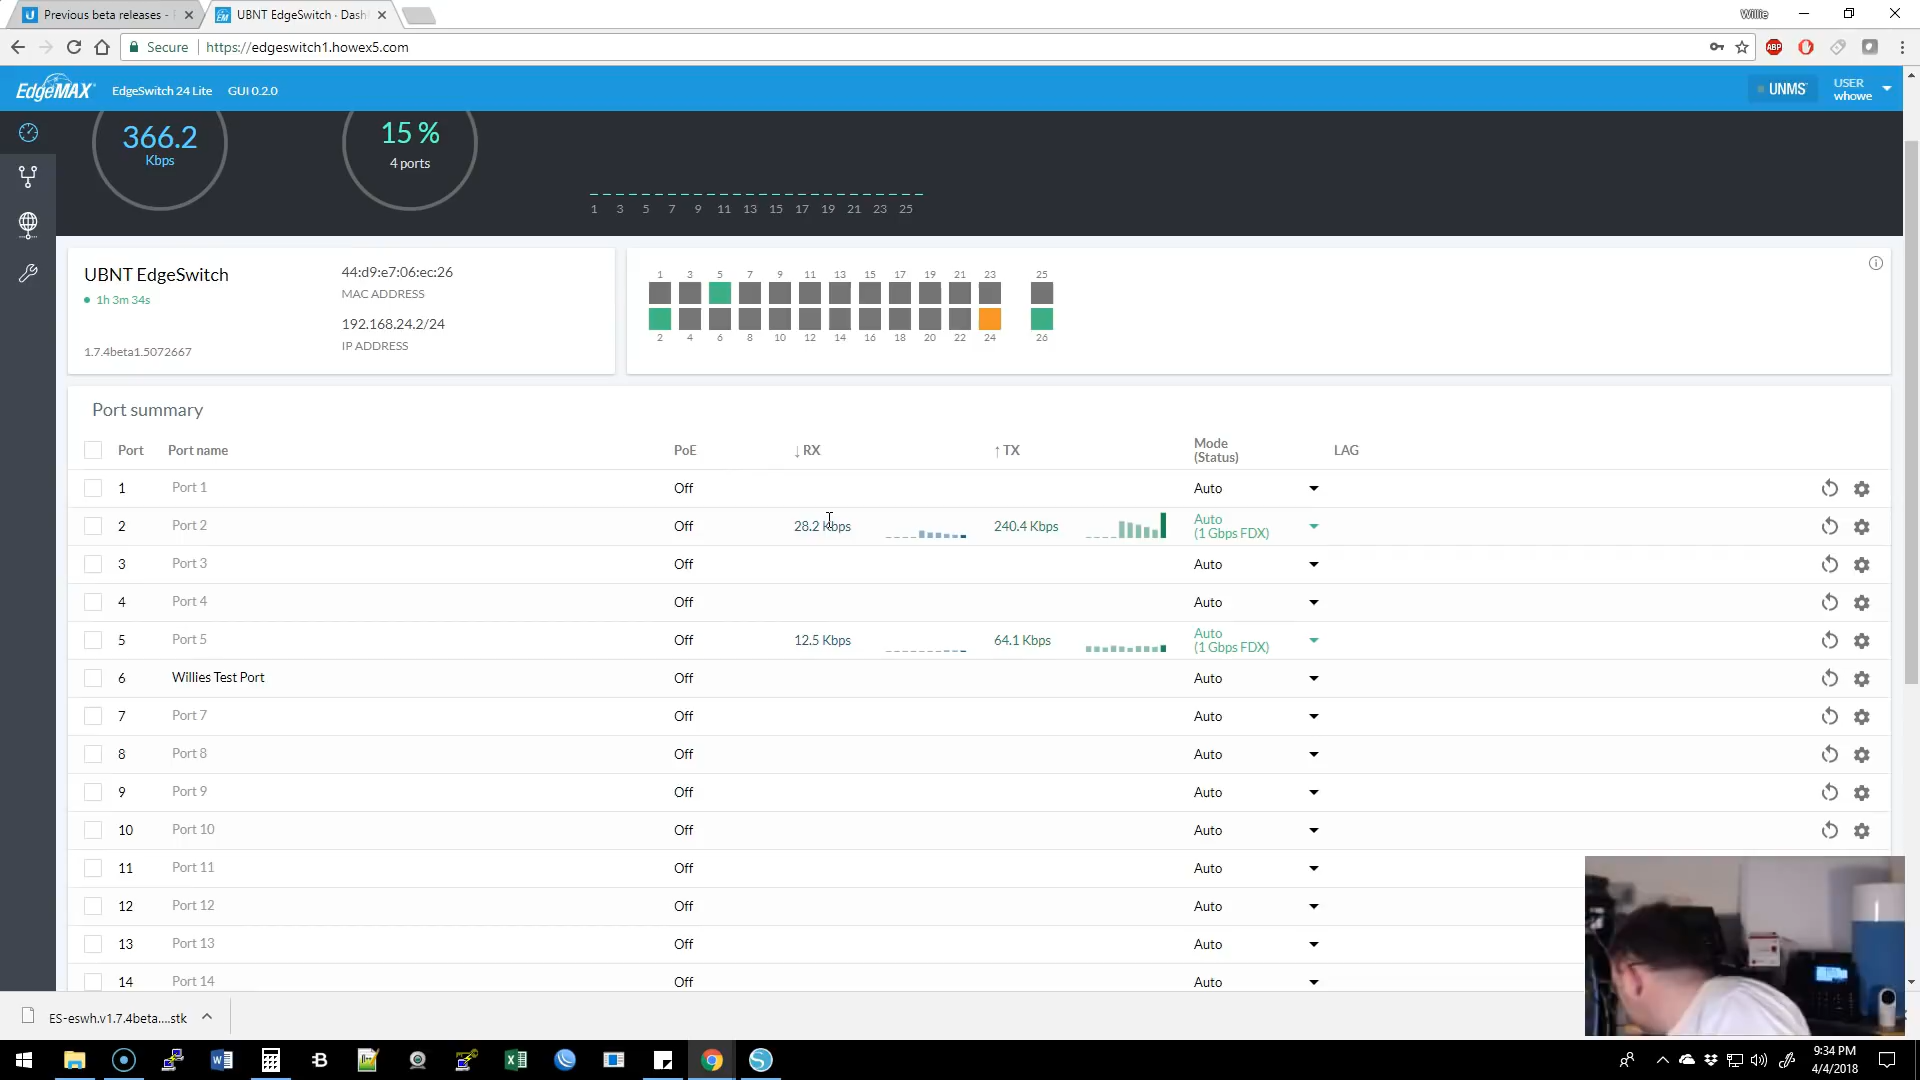 Previous beta releases -
UBNT EdgeSwitch - Dash
Willie
Secure
https://edgeswitch1.howex5.com
ABP
EdgeMAX
EdgeSwitch 24 Lite
GUI 0.2.0
UNMS
USER
whowe
366.2
Kbps
15 %
4 ports
1 3 5 7 9 11 13 15 17 19 21 23 25
UBNT EdgeSwitch
1h 3m 34s
1.7.4beta1.5072667
44:d9:e7:06:ec:26
MAC ADDRESS
192.168.24.2/24
IP ADDRESS
1 3 5 7 9 11 13 15 17 19 21 23 25
2 4 6 8 10 12 14 16 18 20 22 24 26
Port summary
Port Port name PoE ↓ RX ↑ TX Mode (Status) LAG
1 Port 1 Off Auto
2 Port 2 Off 28.2 Kbps 240.4 Kbps Auto (1 Gbps FDX)
3 Port 3 Off Auto
4 Port 4 Off Auto
5 Port 5 Off 12.5 Kbps 64.1 Kbps Auto (1 Gbps FDX)
6 Willies Test Port Off Auto
7 Port 7 Off Auto
8 Port 8 Off Auto
9 Port 9 Off Auto
10 Port 10 Off Auto
11 Port 11 Off Auto
12 Port 12 Off Auto
13 Port 13 Off Auto
14 Port 14 Off Auto
ES-eswh.v1.7.4beta....stk
9:34 PM
4/4/2018